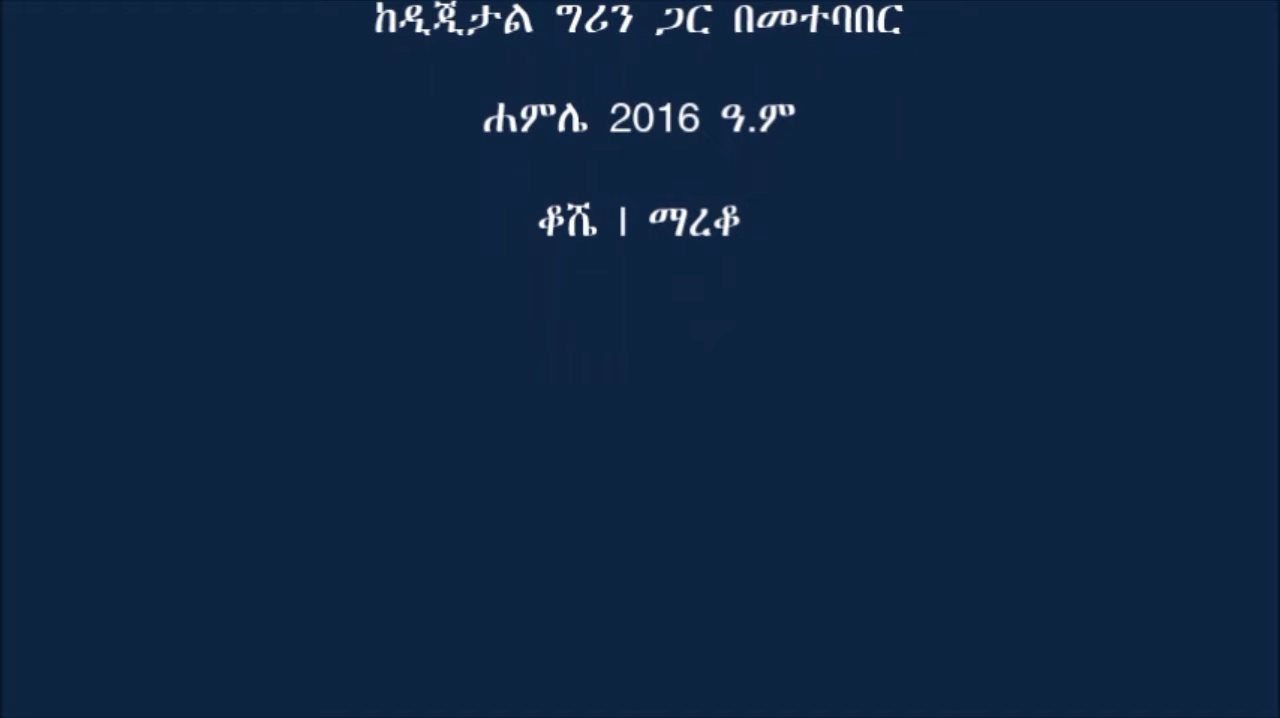 ከዲጂታል ግሪን ጋር በመተባበር
ሐምሌ 2016 ዓ.ም
ቆሼ | ማረቆ